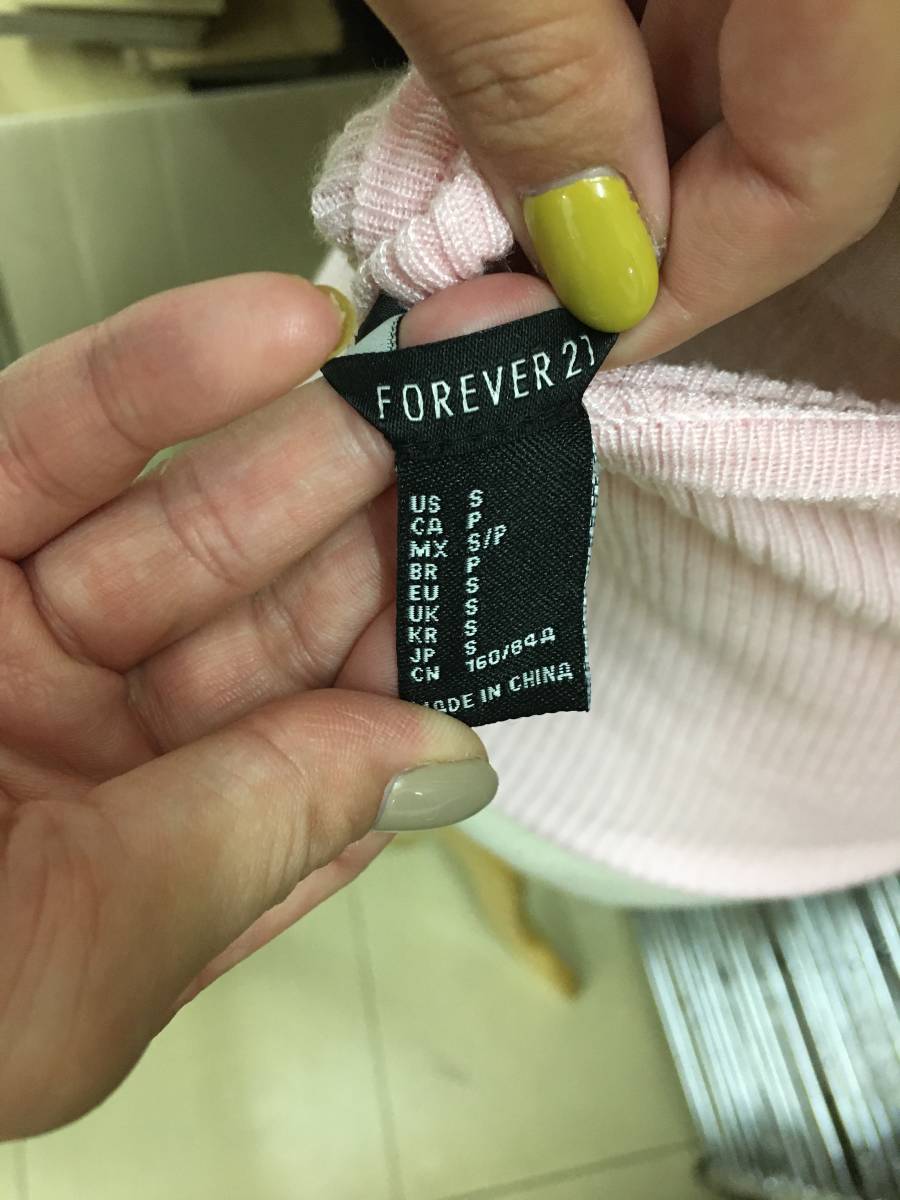 FOREVER 21
US S
CA P
MX S/P
BR P
EU S
UK S
KR S
JP S
CN 160/84A
MADE IN CHINA